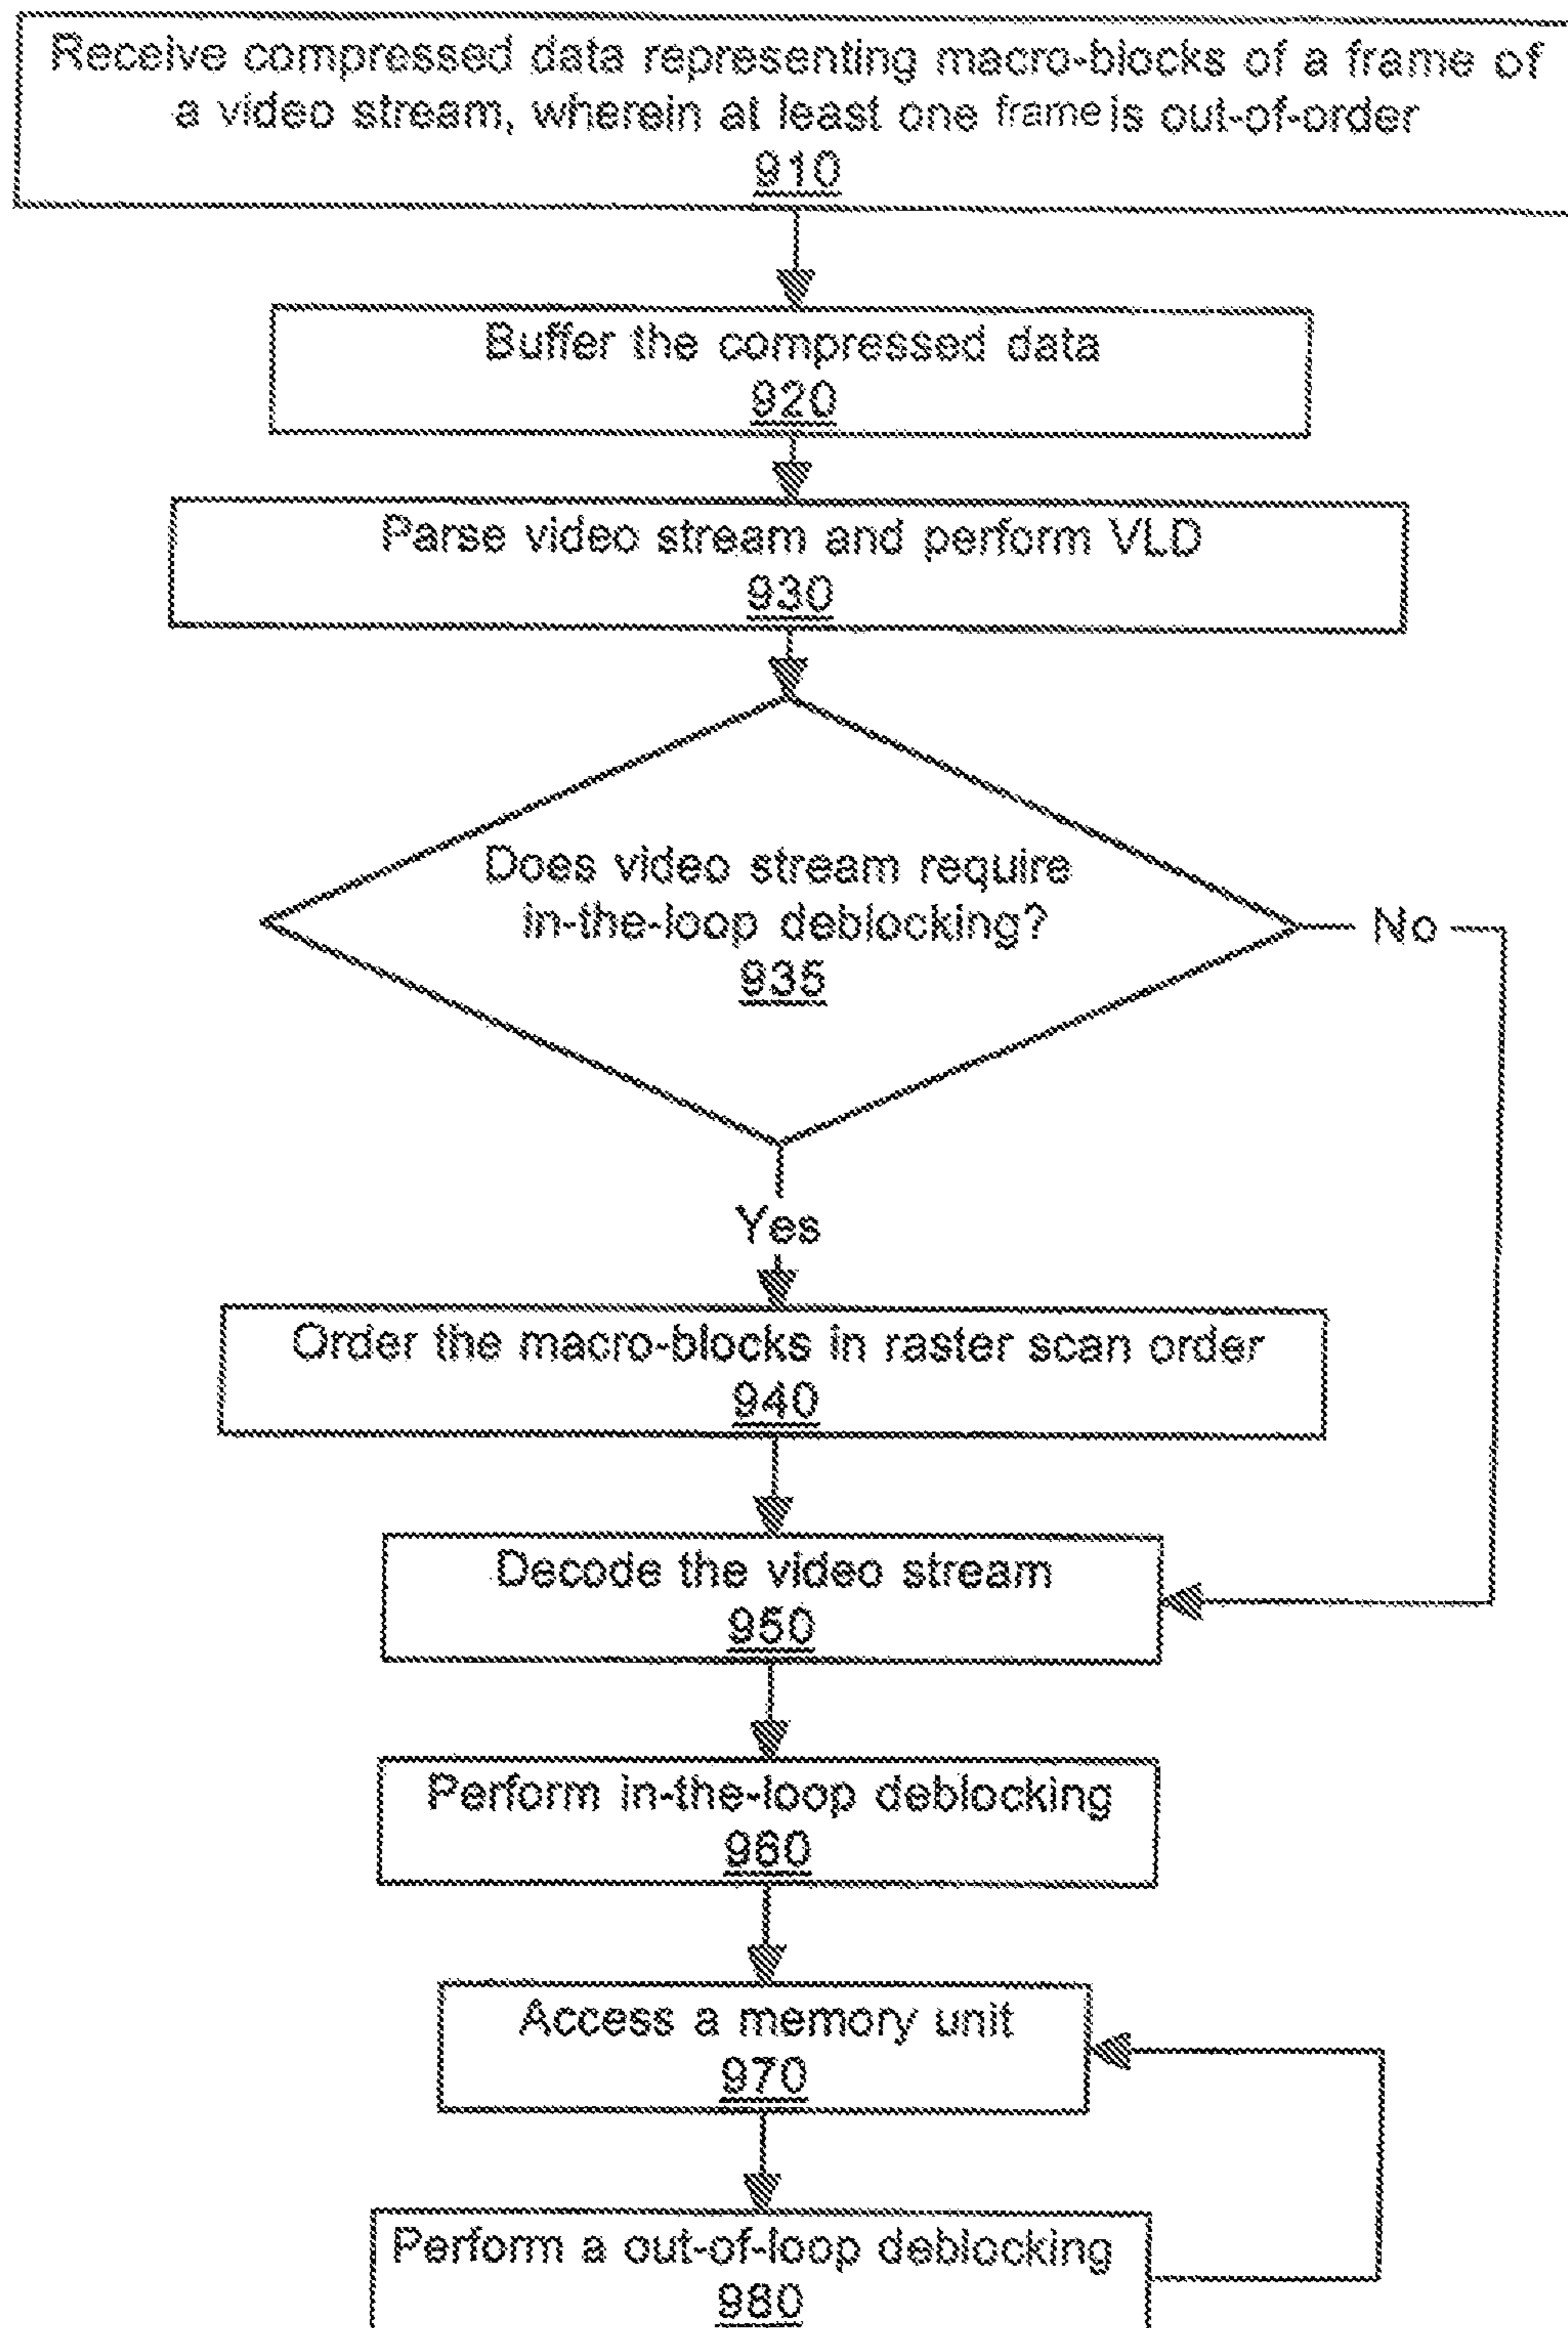 Receive compressed data representing macro-blocks of a frame of
a video stream, wherein at least one frame is out-of-order
910
Buffer the compressed data
920
Parse video stream and perform VLD
930
Does video stream require
in-the-loop deblocking?
935
No
Yes
Order the macro-blocks in raster scan order
940
Decode the video stream
950
Perform in-the-loop deblocking
960
Access a memory unit
970
Perform a out-of-loop deblocking
980